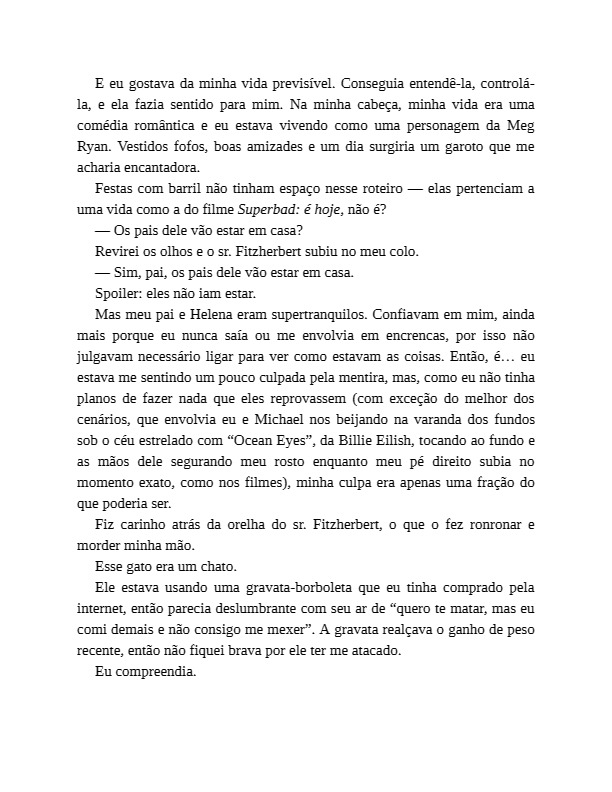 E eu gostava da minha vida previsível. Conseguia entendê-la, controlá-
la, e ela fazia sentido para mim. Na minha cabeça, minha vida era uma
comédia romântica e eu estava vivendo como uma personagem da Meg
Ryan. Vestidos fofos, boas amizades e um dia surgiria um garoto que me
acharia encantadora.
Festas com barril não tinham espaço nesse roteiro — elas pertenciam a
uma vida como a do filme Superbad: é hoje, não é?
— Os pais dele vão estar em casa?
Revirei os olhos e o sr. Fitzherbert subiu no meu colo.
— Sim, pai, os pais dele vão estar em casa.
Spoiler: eles não iam estar.
Mas meu pai e Helena eram supertranquilos. Confiavam em mim, ainda
mais porque eu nunca saía ou me envolvia em encrencas, por isso não
julgavam necessário ligar para ver como estavam as coisas. Então, é… eu
estava me sentindo um pouco culpada pela mentira, mas, como eu não tinha
planos de fazer nada que eles reprovassem (com exceção do melhor dos
cenários, que envolvia eu e Michael nos beijando na varanda dos fundos
sob o céu estrelado com “Ocean Eyes”, da Billie Eilish, tocando ao fundo e
as mãos dele segurando meu rosto enquanto meu pé direito subia no
momento exato, como nos filmes), minha culpa era apenas uma fração do
que poderia ser.
Fiz carinho atrás da orelha do sr. Fitzherbert, o que o fez ronronar e
morder minha mão.
Esse gato era um chato.
Ele estava usando uma gravata-borboleta que eu tinha comprado pela
internet, então parecia deslumbrante com seu ar de “quero te matar, mas eu
comi demais e não consigo me mexer”. A gravata realçava o ganho de peso
recente, então não fiquei brava por ele ter me atacado.
Eu compreendia.